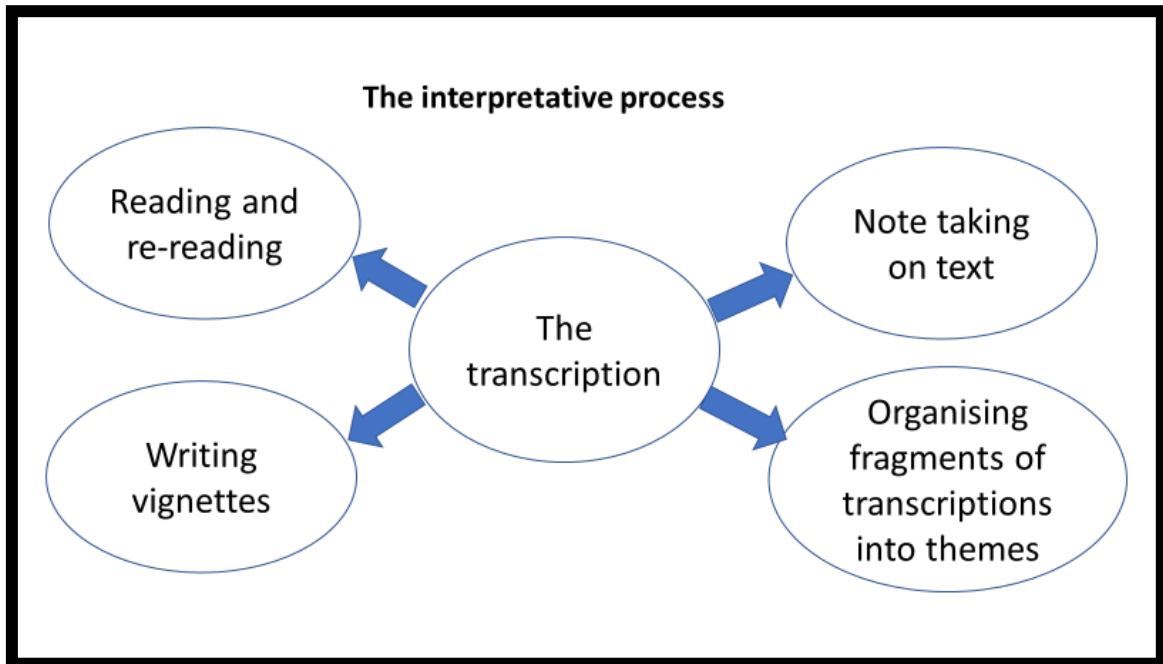 The interpretative process
Reading and
re-reading
Note taking
on text
The
transcription
Writing
vignettes
Organising
fragments of
transcriptions
into themes